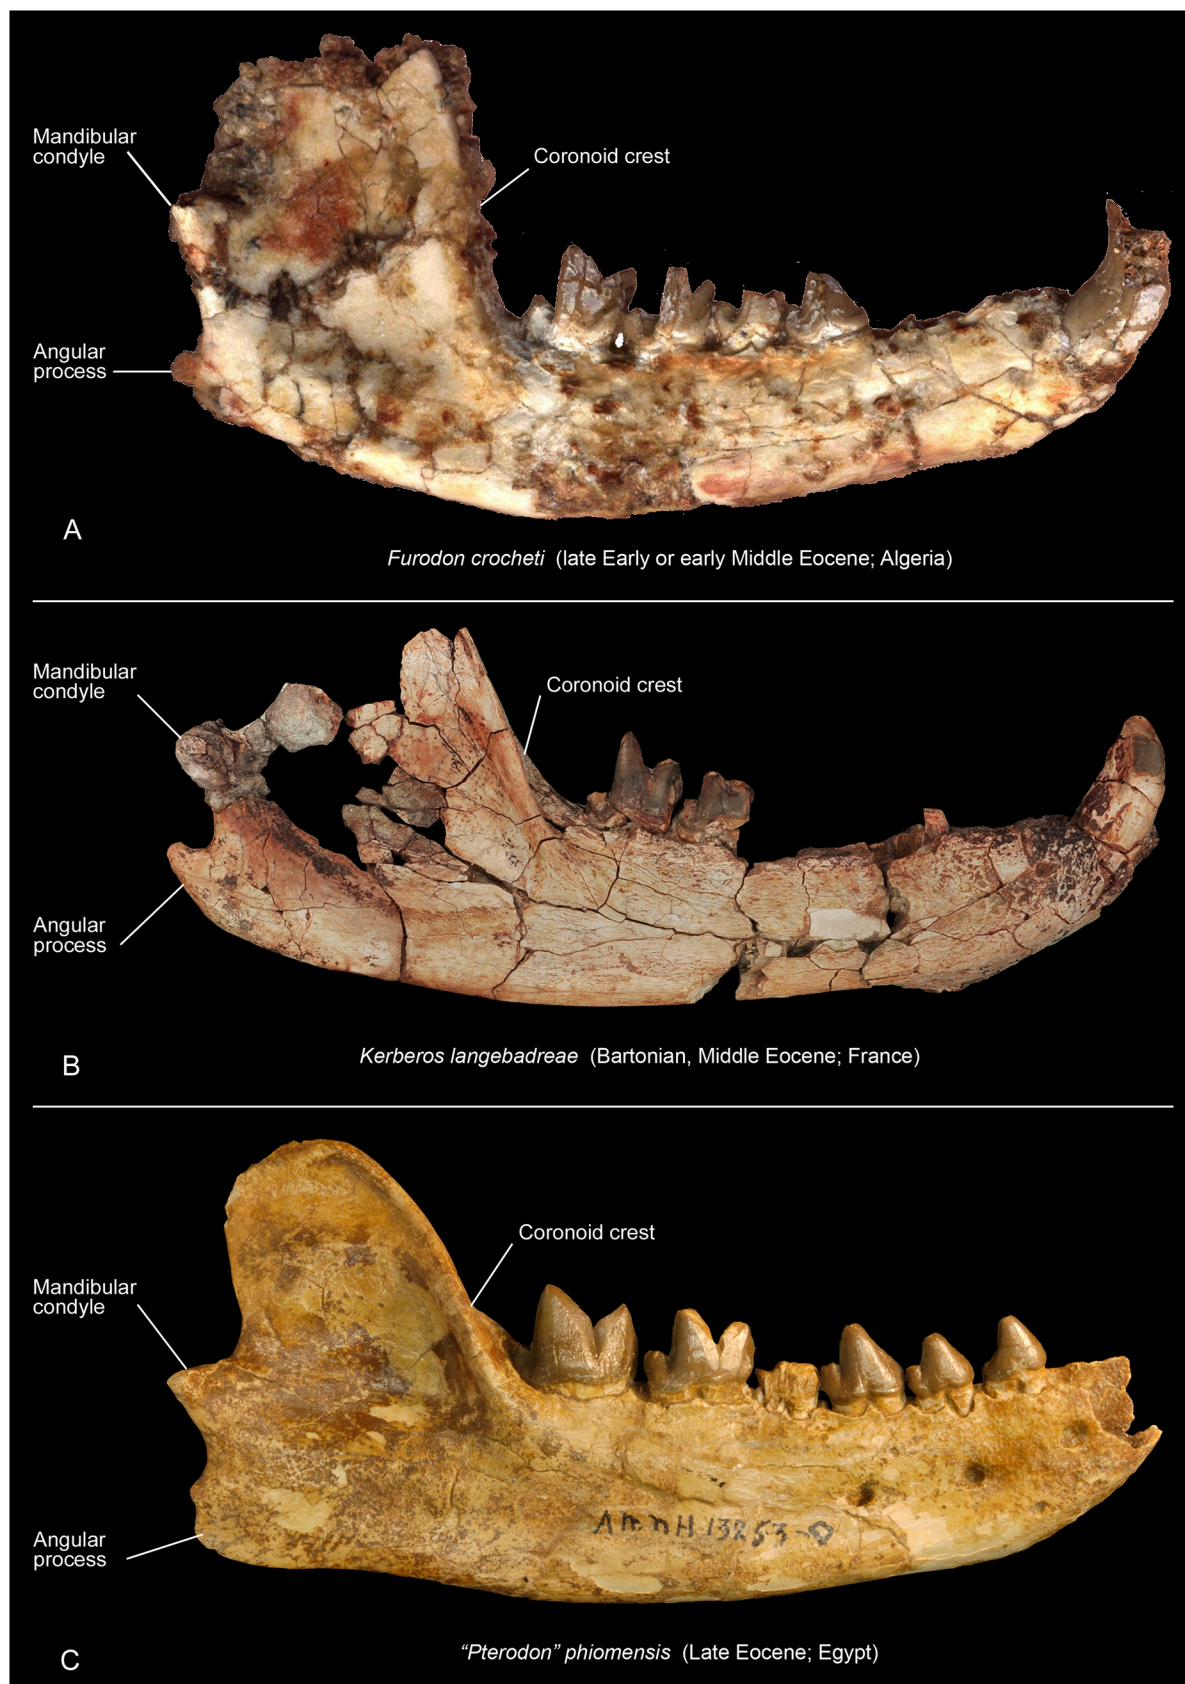 Mandibular
condyle
Coronoid crest
Angular
process
A
Furodon crocheti (late Early or early Middle Eocene; Algeria)
Mandibular
condyle
Coronoid crest
Angular
process
B
Kerberos langebadreae (Bartonian, Middle Eocene; France)
Coronoid crest
Mandibular
condyle
AMNH 13253
Angular
process
C
“Pterodon” phiomensis (Late Eocene; Egypt)